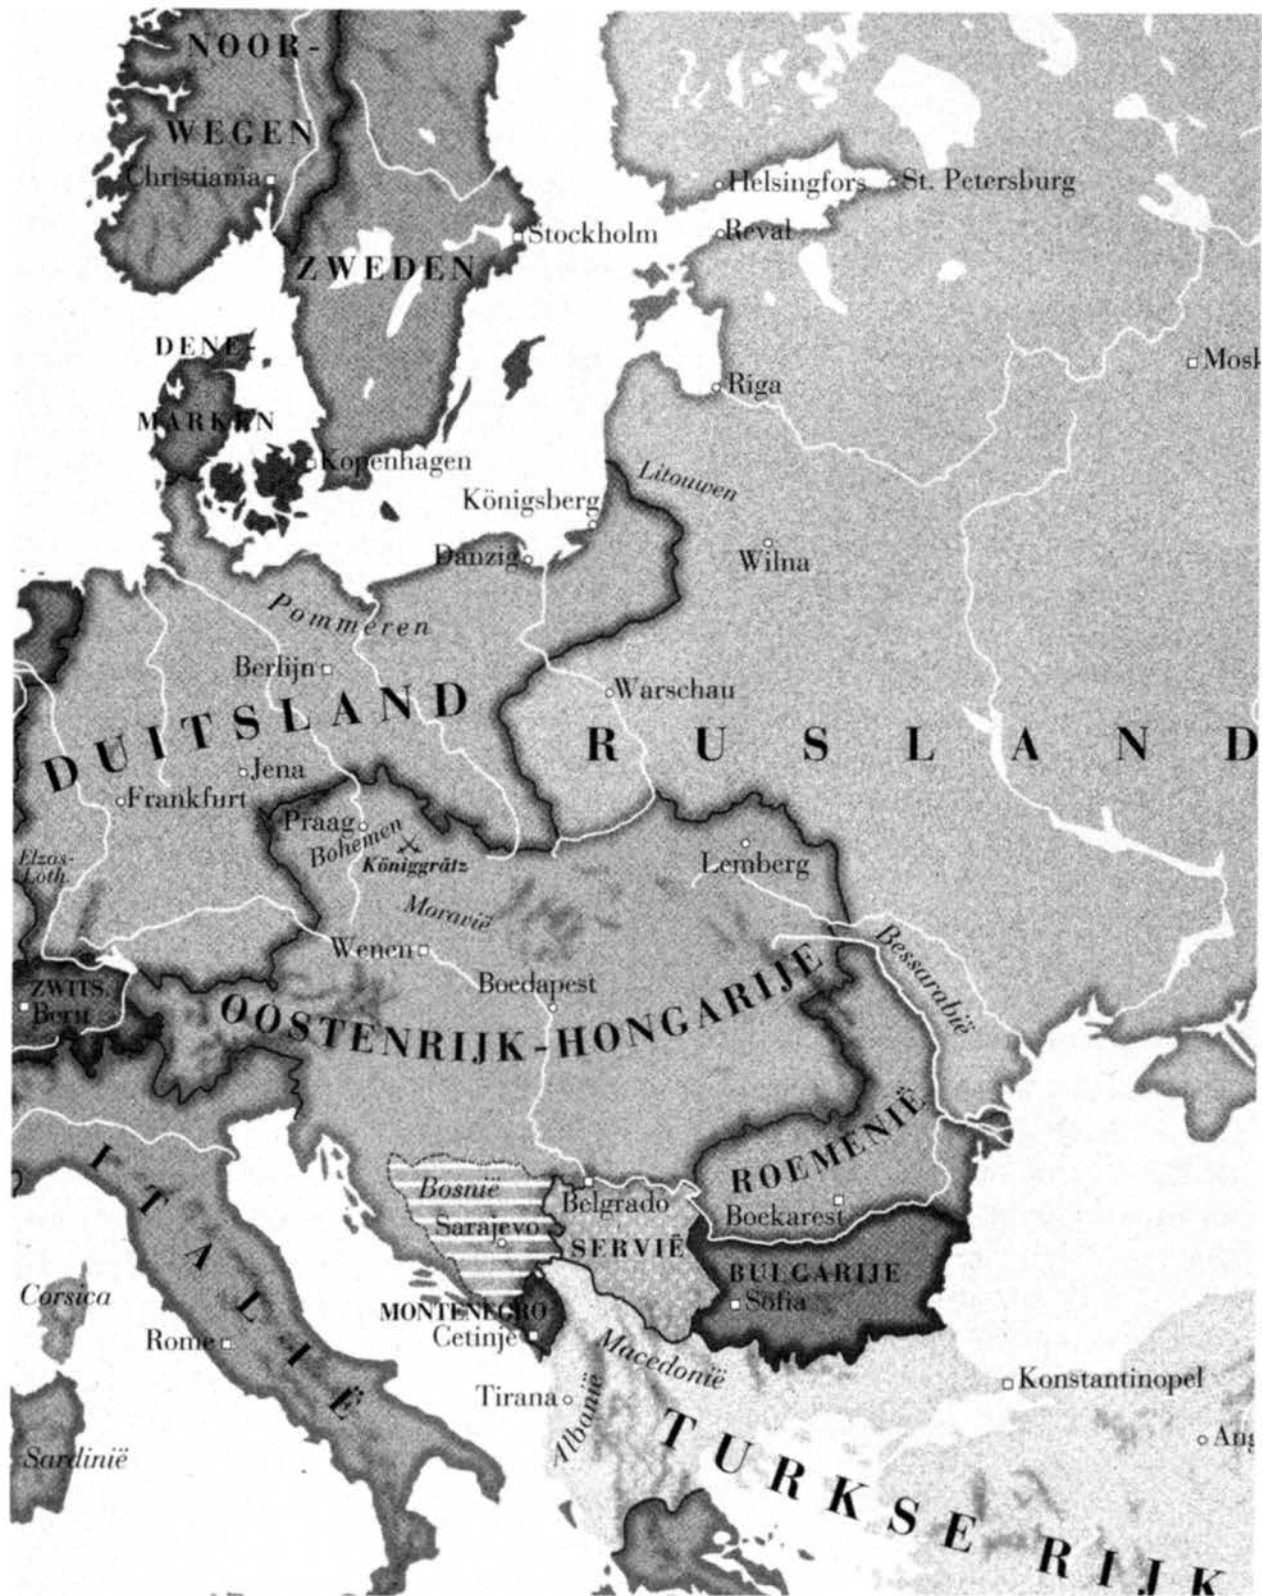 NOOR-
WEGEN
Christiania
Helsingfors
St. Petersburg
Stockholm
Reval
ZWEDEN
DENE-
MARKEN
Mosk
Riga
Kopenhagen
Litouwen
Königsberg
Danzig
Wilna
Pommeren
Berlijn
Warschau
DUITSLAND
RUSLAND
Jena
Frankfurt
Praag
Bohemen
Königgrätz
Elzas-
Loth.
Lemberg
Moravië
Wenen
Bessarabië
Boedapest
ZWITS.
Bern
OOSTENRIJK-HONGARIJE
ROEMENIË
ITALIË
Bosnië
Belgrado
Boekarest
Sarajevo
SERVIË
BULGARIJE
Sofia
Corsica
MONTENEGRO
Cetinje
Rome
Macedonië
Konstantinopel
Tirana
Albanië
Ang
Sardinië
TURKSE RIJK